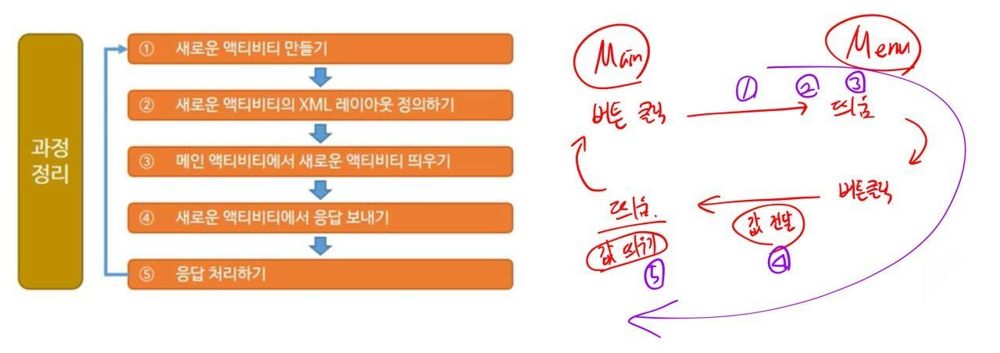 과정
정리
① 새로운 액티비티 만들기
② 새로운 액티비티의 XML 레이아웃 정의하기
③ 메인 액티비티에서 새로운 액티비티 띄우기
④ 새로운 액티비티에서 응답 보내기
⑤ 응답 처리하기
Main
Menu
① ② ③
버튼 클릭
띄움
버튼클릭
띄움.
값 전달
값 띄우기
④
⑤